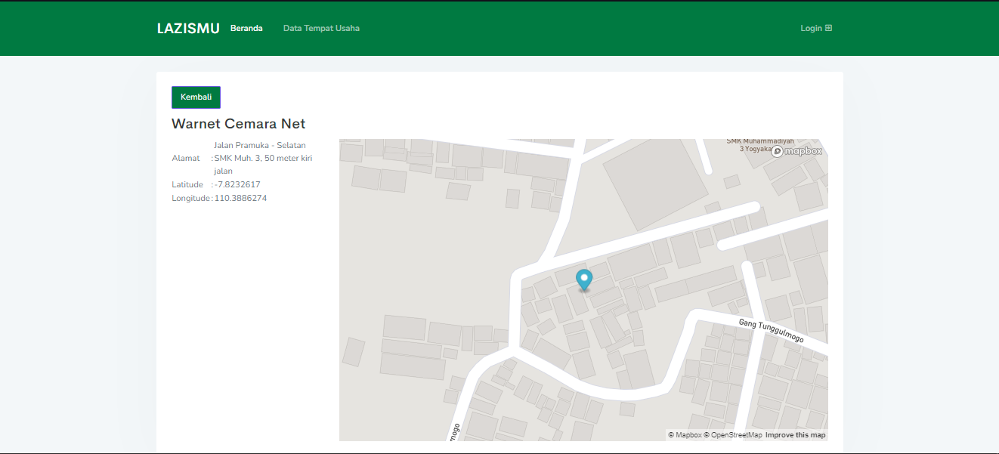 LAZISMU Beranda Data Tempat Usaha Login
Kembali
Warnet Cemara Net
Alamat : Jalan Pramuka - Selatan
SMK Muh. 3, 50 meter kiri
jalan
Latitude : -7.8232617
Longitude : 110.3886274
SMK Muhammadiyah
3 Yogyaka
mapbox
Gang Tunggulmogo
mogo
© Mapbox © OpenStreetMap Improve this map